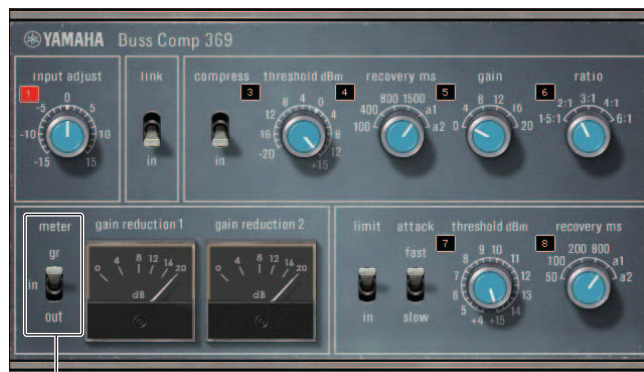 YAMAHA Buss Comp 369
input adjust
1
-15 -10 -5 0 5 10 15
link
in
compress
in
3
threshold dBm
-20 16 12 8 4 0 4 8 12 +15
4
recovery ms
100 400 800 1500 a1 a2
5
gain
0 4 8 12 16 20
6
ratio
1·5:1 2:1 3:1 4:1 6:1
meter
gr
in
out
gain reduction 1
0 4 8 12 16 20
dB
gain reduction 2
0 4 8 12 16 20
dB
limit
in
attack
fast
slow
7
threshold dBm
+4 5 6 7 8 9 10 11 12 13 14 +15
8
recovery ms
50 100 200 800 a1 a2